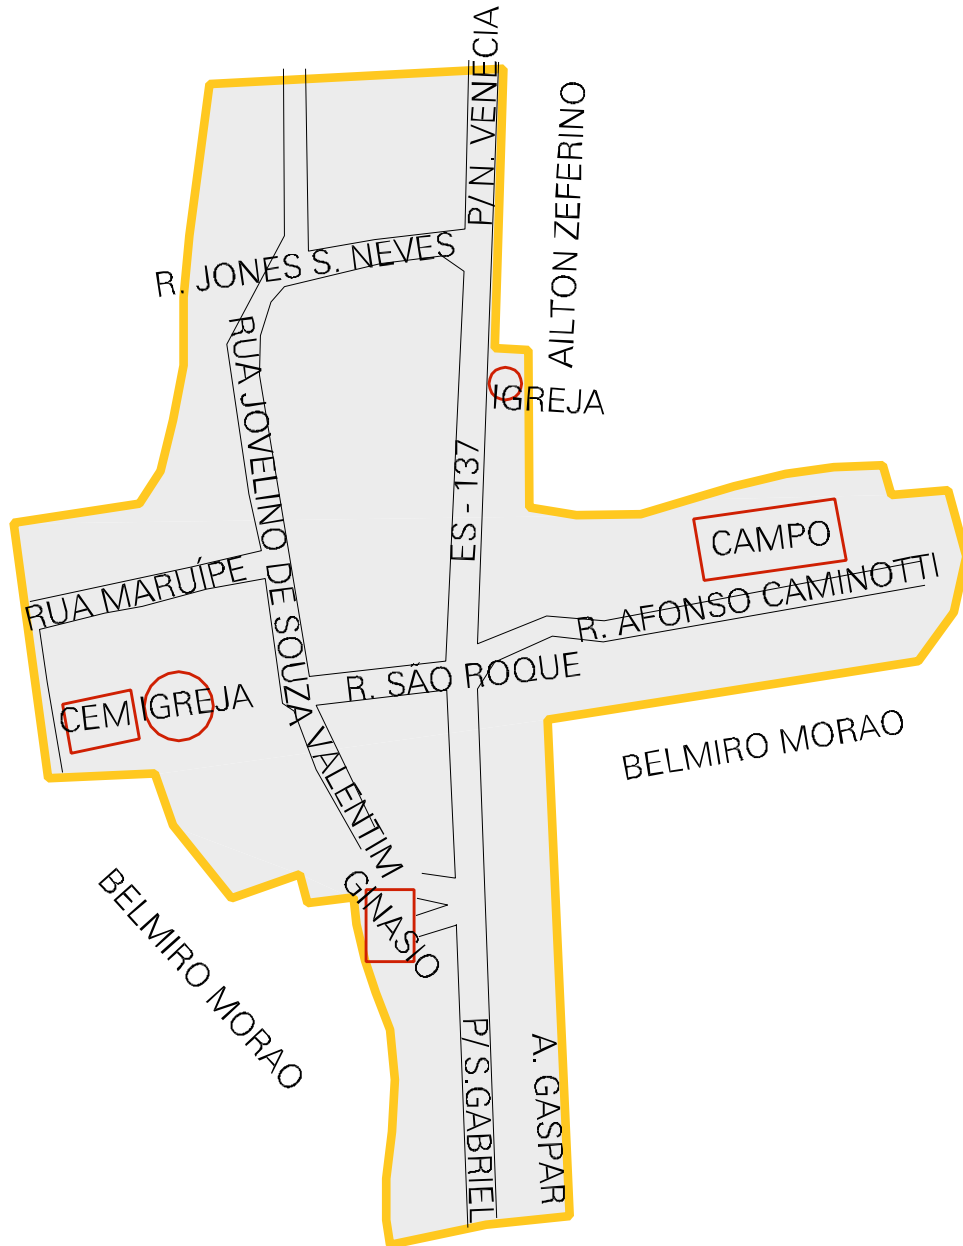 P/N. VENECIA
AILTON ZEFERINO
R. JONES S. NEVES
RUA JOVELINO DE SOUZA VALENTIM
IGREJA
ES - 137
CAMPO
R. AFONSO CAMINOTTI
RUA MARUÍPE
R. SÃO ROQUE
CEM
IGREJA
BELMIRO MORAO
GINASIO
BELMIRO MORAO
P/S.GABRIEL
A. GASPAR